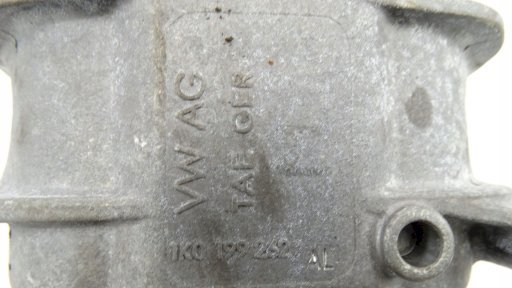 VW AG
TAE. GER
1K0 199 262
AL